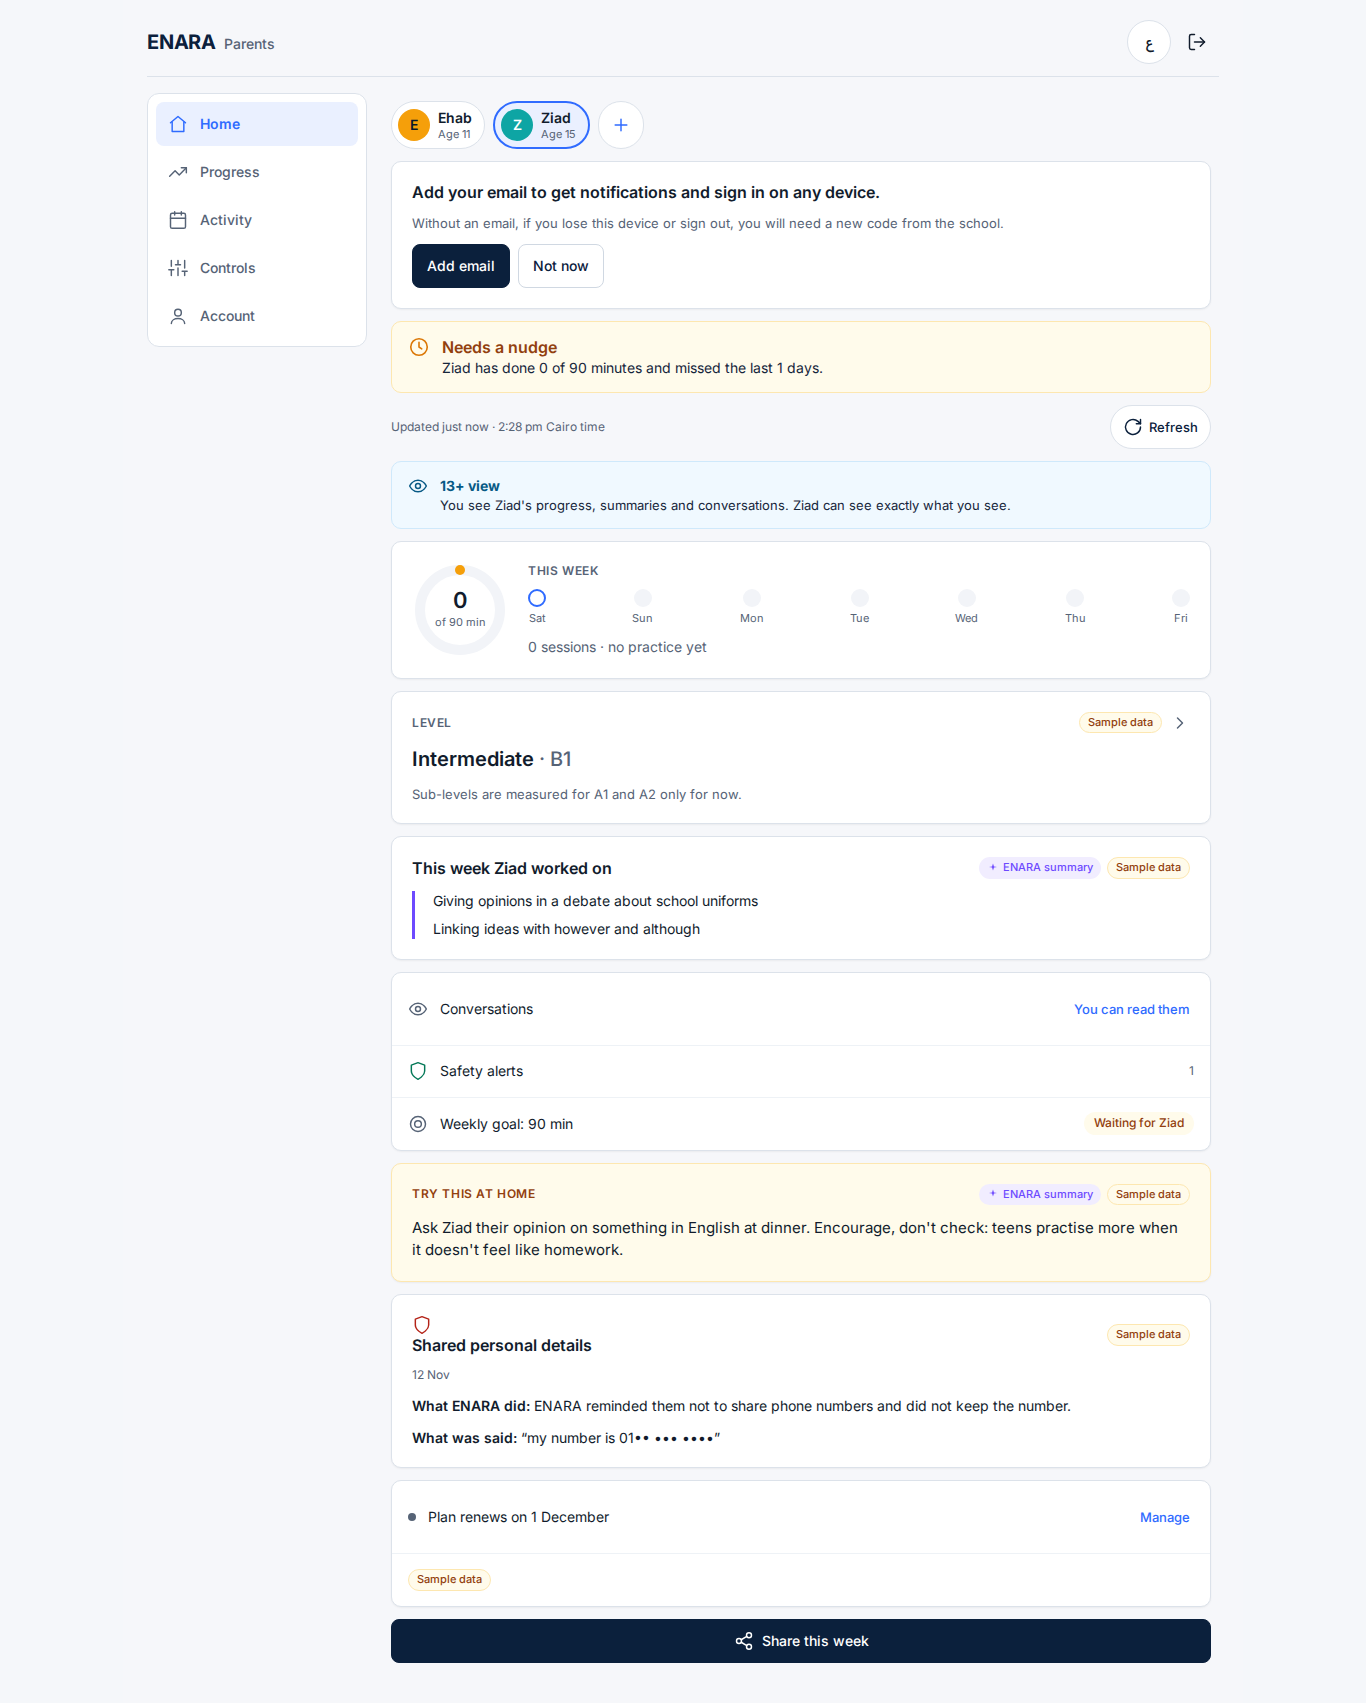 ENARA Parents
ع
Home
Progress
Activity
Controls
Account
E
Ehab
Age 11
Z
Ziad
Age 15
Add your email to get notifications and sign in on any device.
Without an email, if you lose this device or sign out, you will need a new code from the school.
Add email
Not now
Needs a nudge
Ziad has done 0 of 90 minutes and missed the last 1 days.
Updated just now · 2:28 pm Cairo time
Refresh
13+ view
You see Ziad's progress, summaries and conversations. Ziad can see exactly what you see.
0
of 90 min
THIS WEEK
Sat Sun Mon Tue Wed Thu Fri
0 sessions · no practice yet
LEVEL
Sample data
Intermediate · B1
Sub-levels are measured for A1 and A2 only for now.
This week Ziad worked on
ENARA summary
Sample data
Giving opinions in a debate about school uniforms
Linking ideas with however and although
Conversations
You can read them
Safety alerts
1
Weekly goal: 90 min
Waiting for Ziad
TRY THIS AT HOME
ENARA summary
Sample data
Ask Ziad their opinion on something in English at dinner. Encourage, don't check: teens practise more when
it doesn't feel like homework.
Shared personal details
Sample data
12 Nov
What ENARA did: ENARA reminded them not to share phone numbers and did not keep the number.
What was said: “my number is 01•• ••• ••••”
Plan renews on 1 December
Manage
Sample data
Share this week